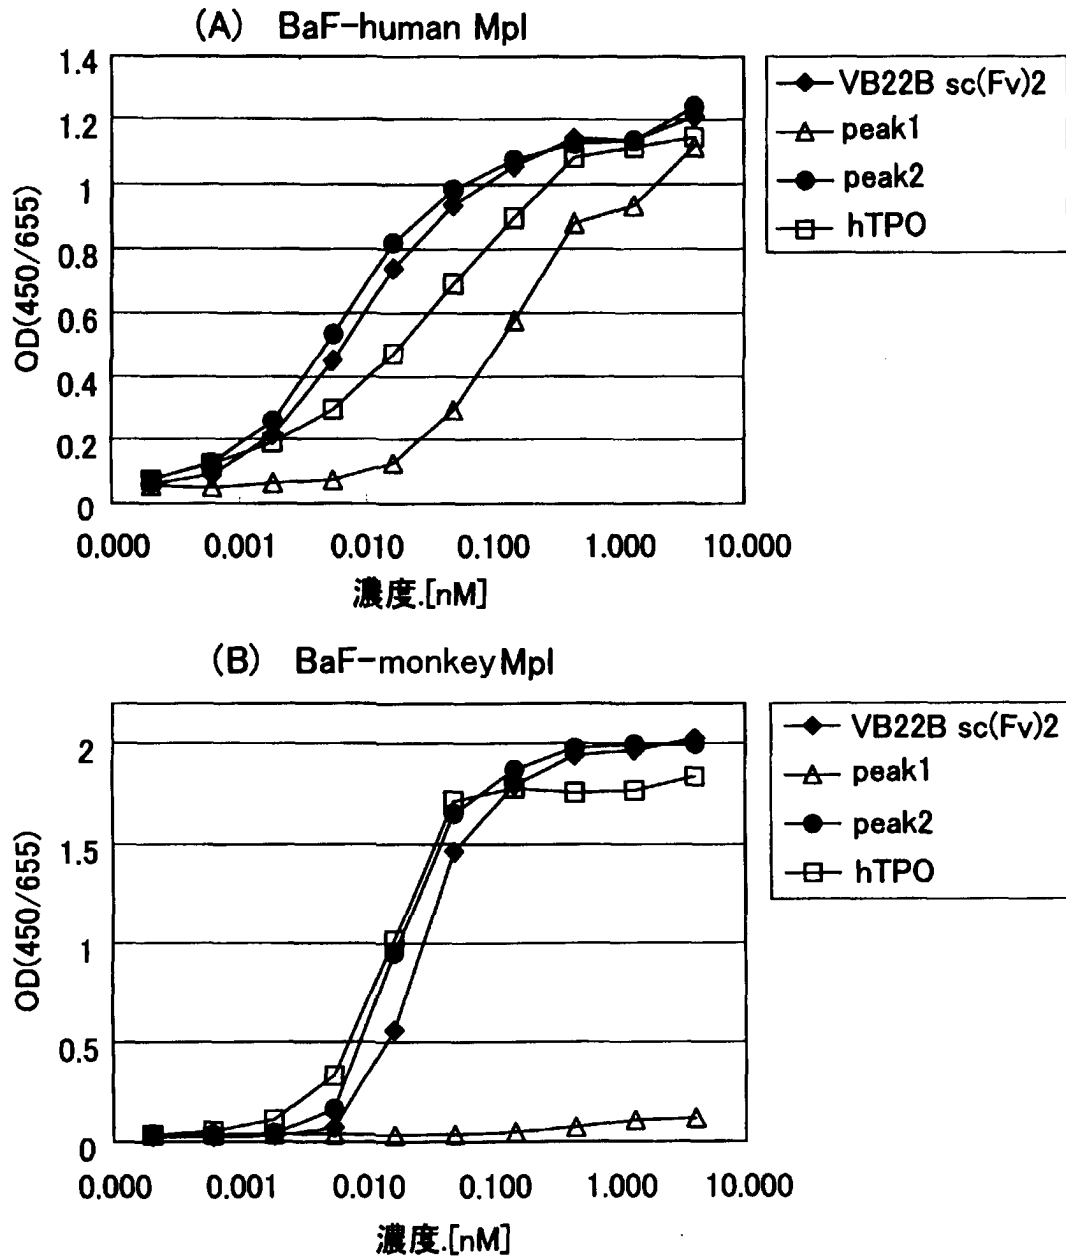 (A) BaF-human Mpl
1.4
1.2
1
0.8
0.6
0.4
0.2
0
OD(450/655)
0.000 0.001 0.010 0.100 1.000 10.000
濃度.[nM]
VB22B sc(Fv)2
peak1
peak2
hTPO
(B) BaF-monkey Mpl
2
1.5
1
0.5
0
OD(450/655)
0.000 0.001 0.010 0.100 1.000 10.000
濃度.[nM]
VB22B sc(Fv)2
peak1
peak2
hTPO